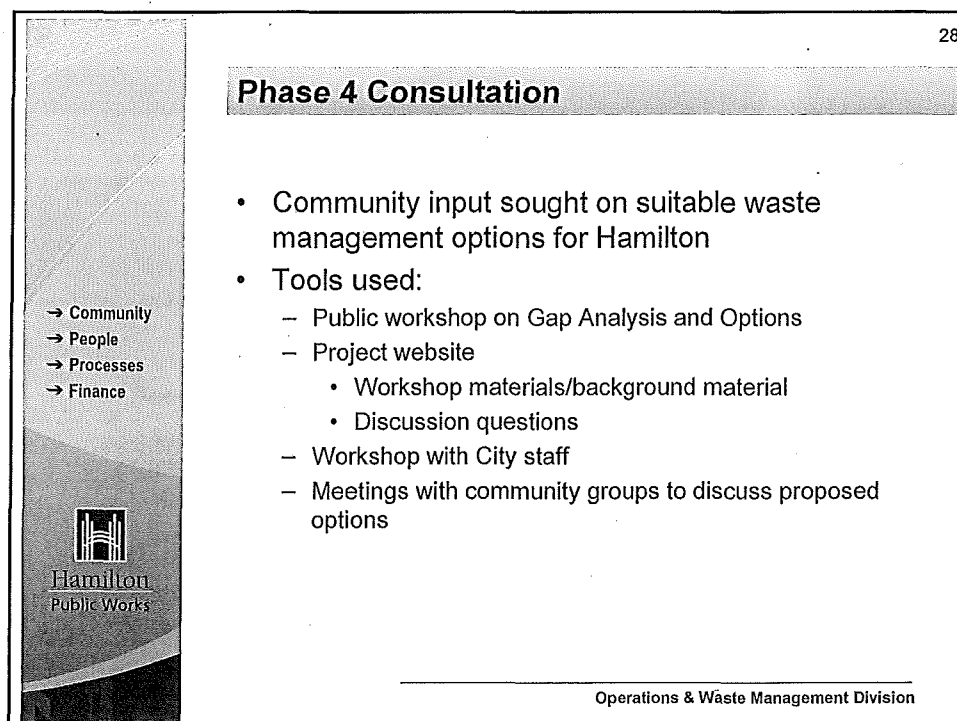 28
Phase 4 Consultation
• Community input sought on suitable waste
management options for Hamilton
• Tools used:
– Public workshop on Gap Analysis and Options
– Project website
• Workshop materials/background material
• Discussion questions
– Workshop with City staff
– Meetings with community groups to discuss proposed
options
→ Community
→ People
→ Processes
→ Finance
Hamilton
Public Works
Operations & Waste Management Division